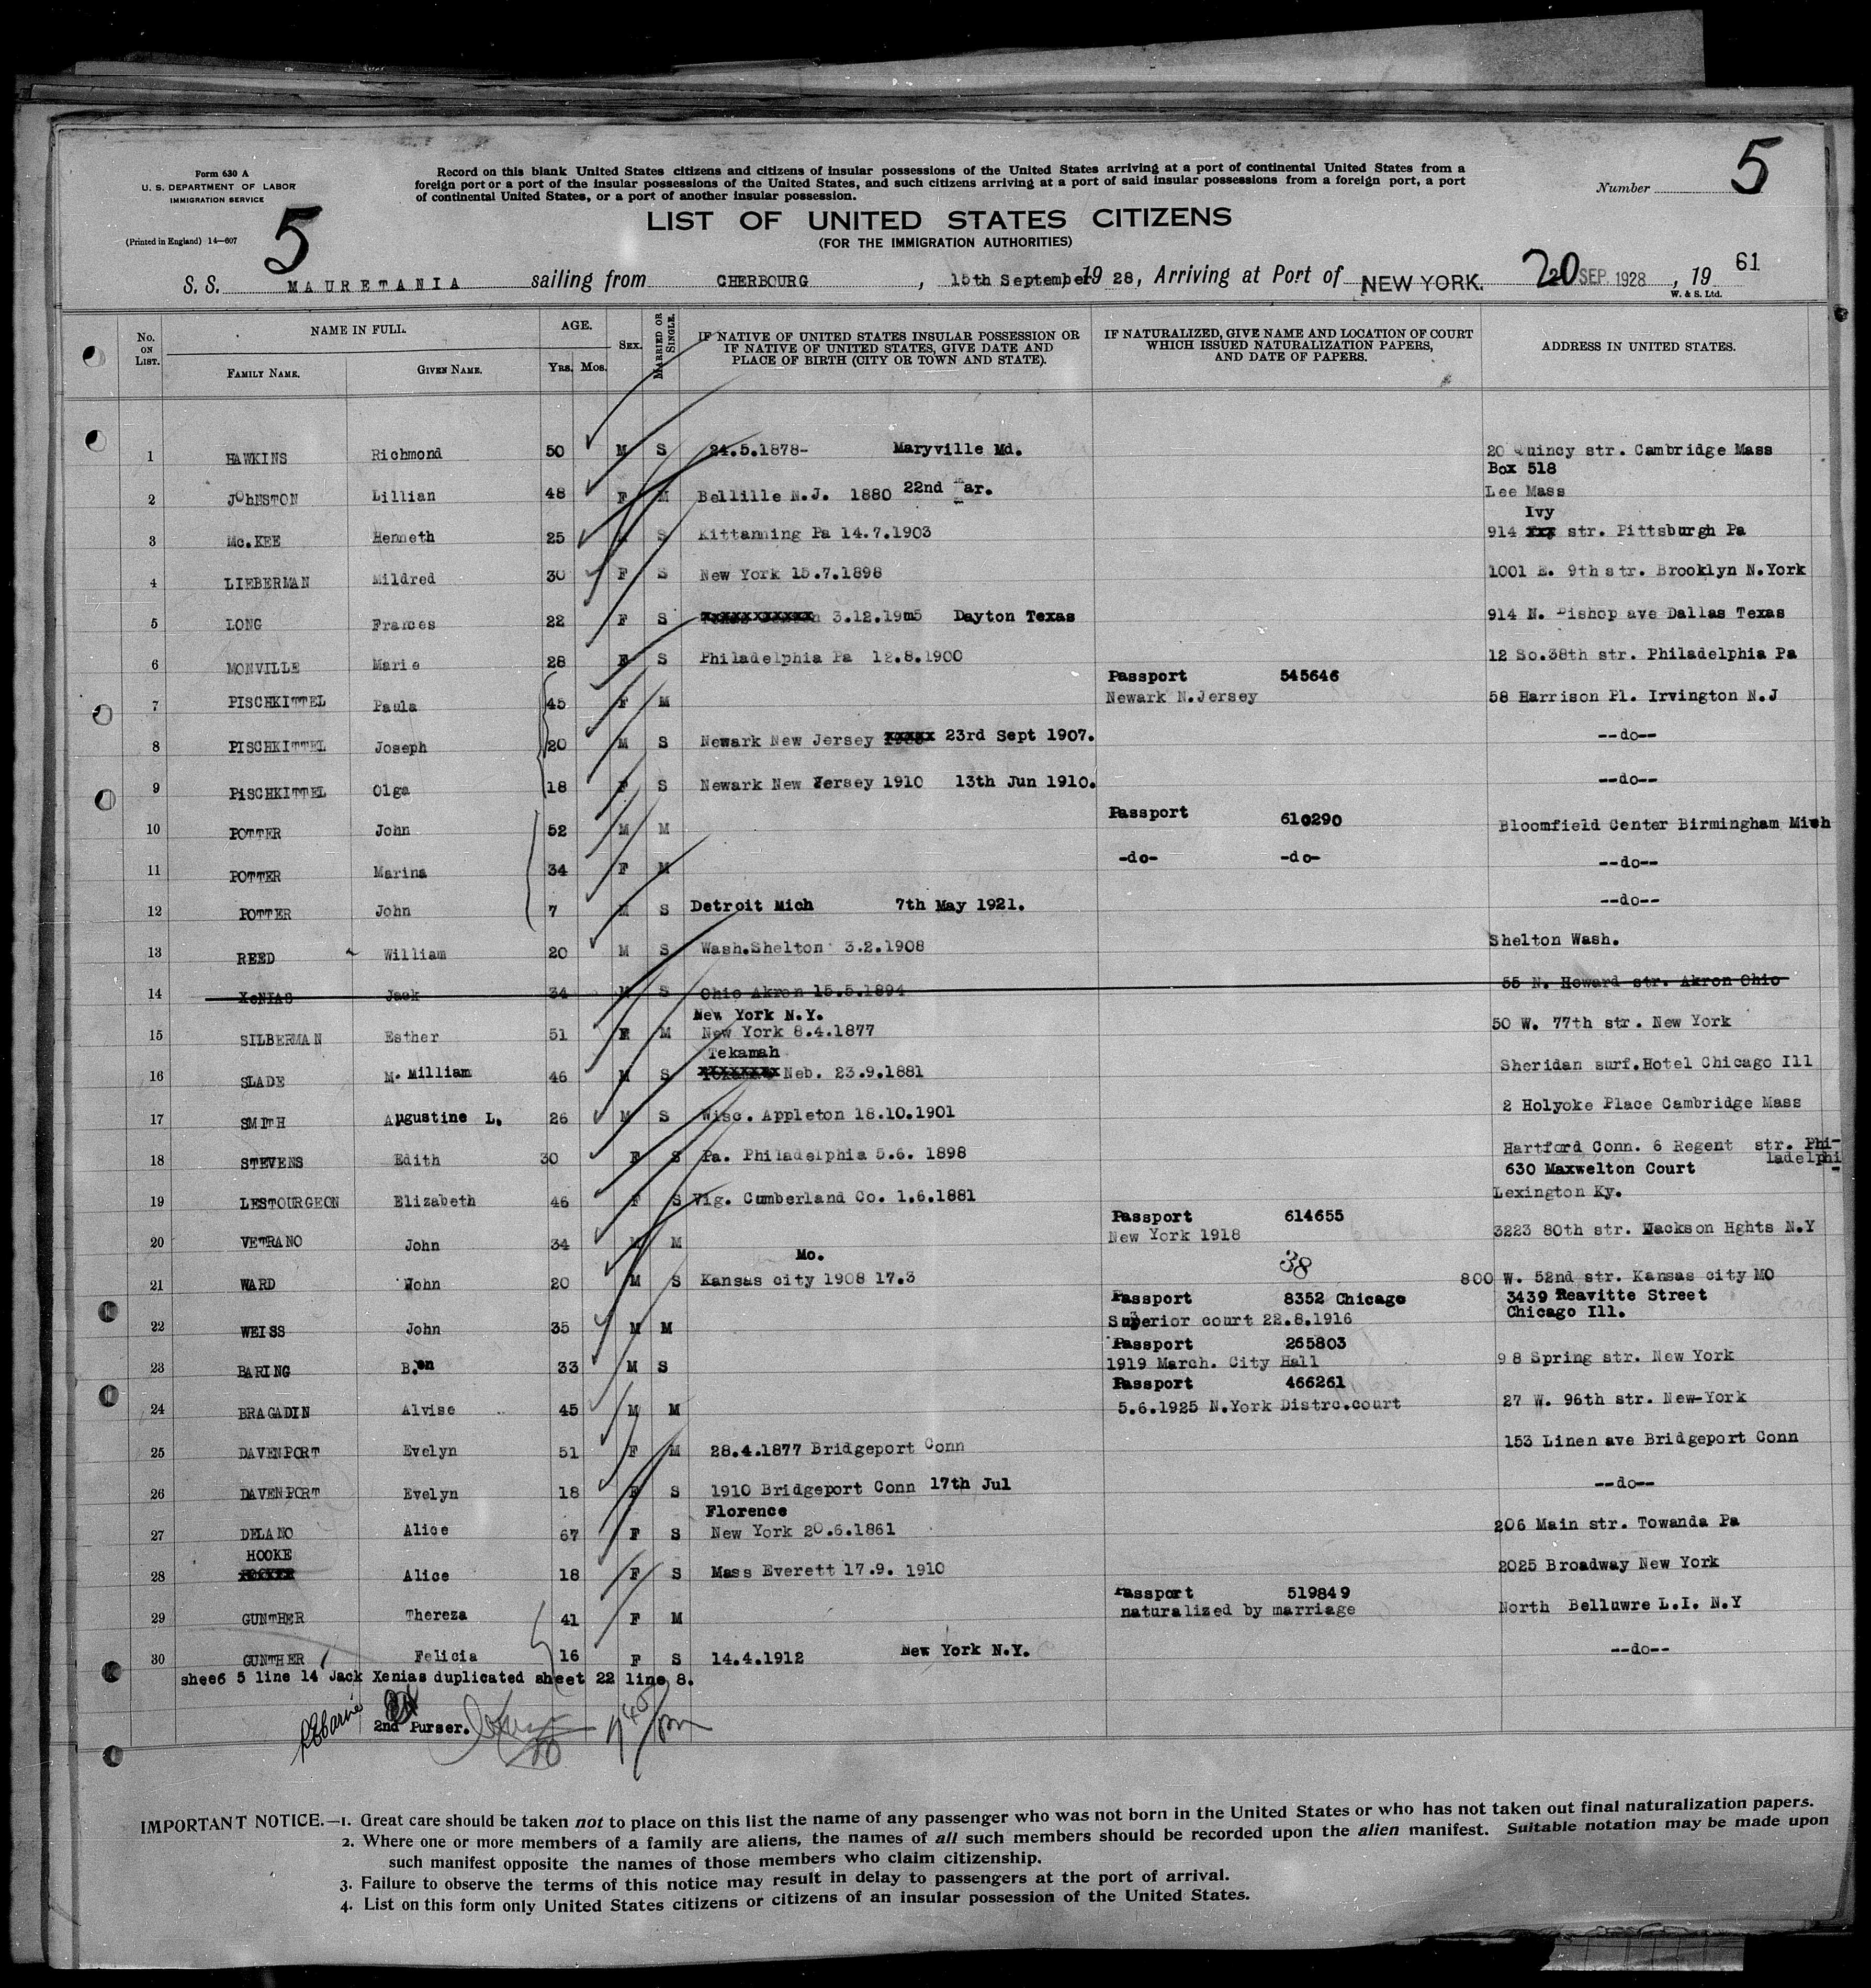 Form 630 A
U. S. DEPARTMENT OF LABOR
IMMIGRATION SERVICE
(Printed in England) 14—607
5
Record on this blank United States citizens and citizens of insular possessions of the United States arriving at a port of continental United States from a
foreign port or a port of the insular possessions of the United States, and such citizens arriving at a port of said insular possessions from a foreign port, a port
of continental United States, or a port of another insular possession.
Number 5
LIST OF UNITED STATES CITIZENS
(FOR THE IMMIGRATION AUTHORITIES)
S. S. MAURETANIA sailing from CHERBOURG, 15th September 19 28, Arriving at Port of NEW YORK. 20 SEP 1928, 19 61
W. & S. Ltd.
No. ON LIST. NAME IN FULL. AGE. SEX. MARRIED OR SINGLE. IF NATIVE OF UNITED STATES INSULAR POSSESSION OR IF NATIVE OF UNITED STATES, GIVE DATE AND PLACE OF BIRTH (CITY OR TOWN AND STATE). IF NATURALIZED, GIVE NAME AND LOCATION OF COURT WHICH ISSUED NATURALIZATION PAPERS, AND DATE OF PAPERS. ADDRESS IN UNITED STATES.
FAMILY NAME. GIVEN NAME. YRS. MOS.
1 HAWKINS Richmond 50 M S 24.5.1878- Maryville Md. 20 Quincy str. Cambridge Mass
Box 518
2 JOhNSTON Lillian 48 F M Bellille N.J. 1880 22nd Mar. Lee Mass
Ivy
3 Mc.KEE Henneth 25 S Kittanning Pa 14.7.1903 914 xxx str. Pittsburgh Pa
4 LIEBERMAN Mildred 30 F S New York 15.7.1898 1001 E. 9th str. Brooklyn N.York
5 LONG Frances 22 F S 3.12.1905 Dayton Texas 914 N. Bishop ave Dallas Texas
6 MONVILLE Marie 28 F S Philadelphia Pa 12.8.1900 12 So.38th str. Philadelphia Pa
Passport 545646
7 PISCHKITTEL Paula 45 F M Newark N.Jersey 58 Harrison Pl. Irvington N.J
8 PISCHKITTEL Joseph 20 M S Newark New Jersey xxxxx 23rd Sept 1907. --do--
9 PiSCHKITTEL Olga 18 F S Newark New Jersey 1910 13th Jun 1910. --do--
Passport 610290
10 POTTER John 52 M M Bloomfield Center Birmingham Mich
11 POTTER Marina 34 F M -do- -do- --do--
12 POTTER John 7 M S Detroit Mich 7th May 1921. --do--
13 REED William 20 M S Wash.Shelton 3.2.1908 Shelton Wash.
14 XeNIAS Jack 34 M S Ohio Akron 15.5.1894 55 N. Howard str. Akron Ohio
New York N.Y.
15 SILBERMAN Esther 51 F M New York 8.4.1877 50 W. 77th str. New York
Tekamah
16 SLADE M. Milliam 46 M S xxxxxxxx Neb. 23.9.1881 Sheridan surf.Hotel Chicago Ill
17 SMITH Augustine L. 26 M S Wisc. Appleton 18.10.1901 2 Holyoke Place Cambridge Mass
18 STEVENS Edith 30 F S Pa. Philadelphia 5.6. 1898 Hartford Conn. 6 Regent str. Phi-
ladelphi
630 Maxwelton Court
19 LESTOURGEON Elizabeth 46 F S Vig. Cumberland Co. 1.6.1881 Lexington Ky.
Passport 614655
20 VETRANO John 34 M M New York 1918 3223 80th str. Mackson Hghts N.Y
Mo. 38
21 WARD John 20 M S Kansas city 1908 17.3 800 W. 52nd str. Kansas city MO
Passport 8352 Chicago 3439 Reavitte Street
22 WEISS John 35 M M Superior court 22.8.1916 Chicago Ill.
Passport 265803
23 BARING B.en 33 M S 1919 March. City Hall 98 Spring str. New York
Passport 466261
24 BRAGADIN Alvise 45 M M 5.6.1925 N.York Distrc.court 27 W. 96th str. New-York
25 DAVENPORT Evelyn 51 F M 28.4.1877 Bridgeport Conn 153 Linen ave Bridgeport Conn
26 DAVENPORT Evelyn 18 F S 1910 Bridgeport Conn 17th Jul --do--
Florence
27 DELANO Alice 67 F S New York 20.6.1861 206 Main str. Towanda Pa
HOOKE
28 Alice 18 F S Mass Everett 17.9. 1910 2025 Broadway New York
Passport 519849
29 GUNTHER Thereza 41 F M naturalized by marriage North Belluwre L.I. N.Y
30 GUNTHER Felicia 16 F S 14.4.1912 New York N.Y. --do--
shee6 5 line 14 Jack Xenias duplicated sheet 22 line 8.
2nd Purser.
IMPORTANT NOTICE.—1. Great care should be taken not to place on this list the name of any passenger who was not born in the United States or who has not taken out final naturalization papers.
2. Where one or more members of a family are aliens, the names of all such members should be recorded upon the alien manifest. Suitable notation may be made upon
such manifest opposite the names of those members who claim citizenship.
3. Failure to observe the terms of this notice may result in delay to passengers at the port of arrival.
4. List on this form only United States citizens or citizens of an insular possession of the United States.